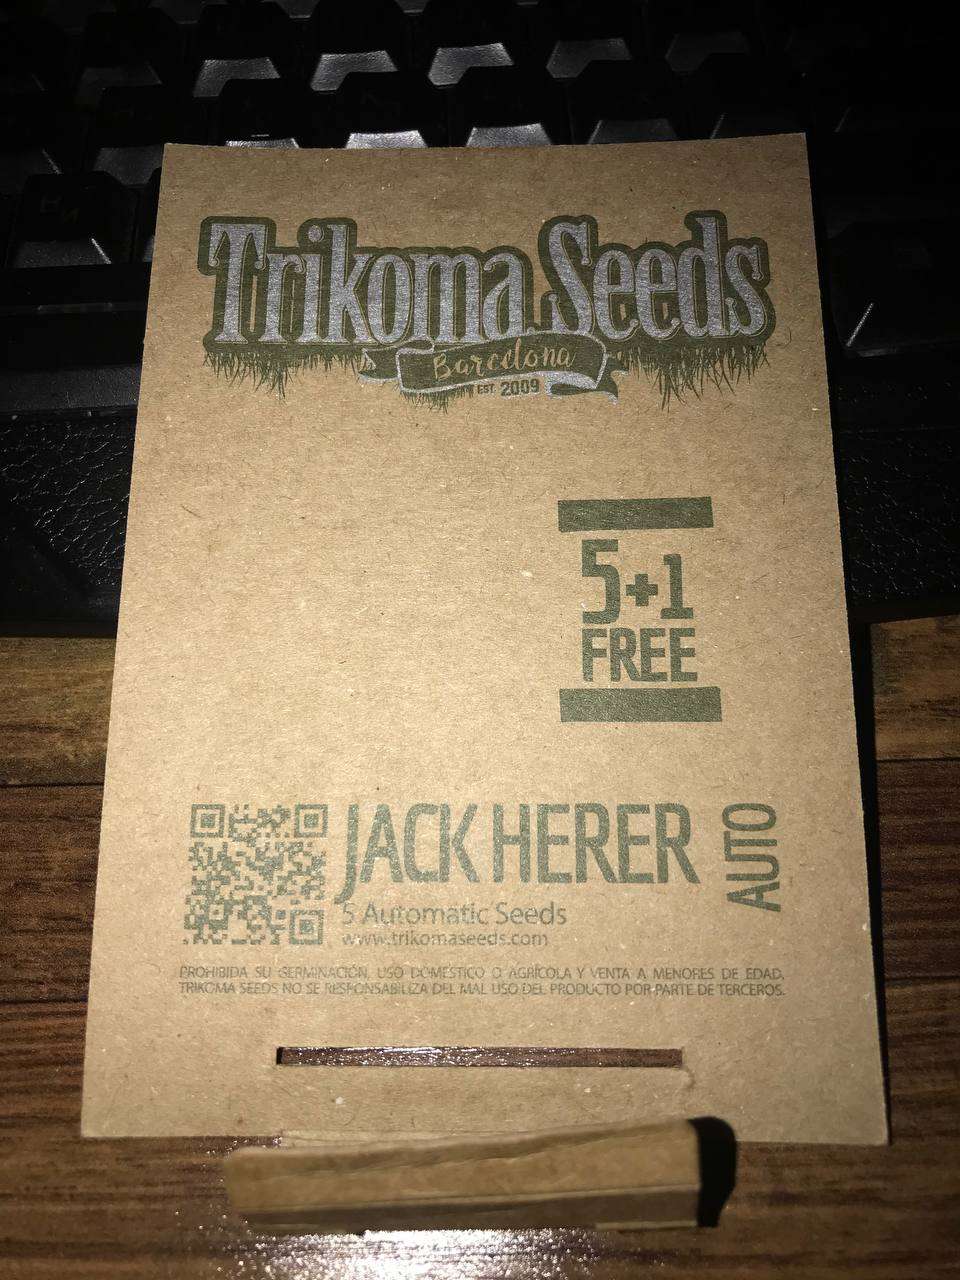 Trikoma Seeds
Barcelona
EST. 2009
5+1
FREE
JACK HERER
AUTO
5 Automatic Seeds
www.trikomaseeds.com
PROHIBIDA SU GERMINACIÓN, USO DOMÉSTICO O AGRÍCOLA Y VENTA A MENORES DE EDAD.
TRIKOMA SEEDS NO SE RESPONSABILIZA DEL MAL USO DEL PRODUCTO POR PARTE DE TERCEROS.